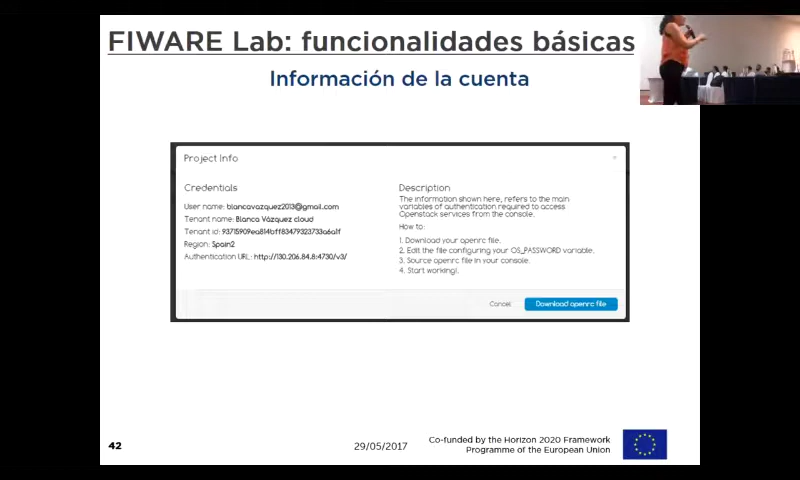 FIWARE Lab: funcionalidades básicas
Información de la cuenta
Project Info
Credentials
User name: blancavazquez2013@gmail.com
Tenant name: Blanca Vázquez cloud
Tenant id: 93715909ea814bff83479323733a6a1f
Region: Spain2
Authentication URL: http://130.206.84.8:4730/v3/
Description
The information shown here, refers to the main
variables of authentication required to access
Openstack services from the console.
How to:
1. Download your openrc file.
2. Edit the file configuring your OS_PASSWORD variable.
3. Source openrc file in your console.
4. Start working!.
Cancel
Download openrc file
42
29/05/2017
Co-funded by the Horizon 2020 Framework
Programme of the European Union